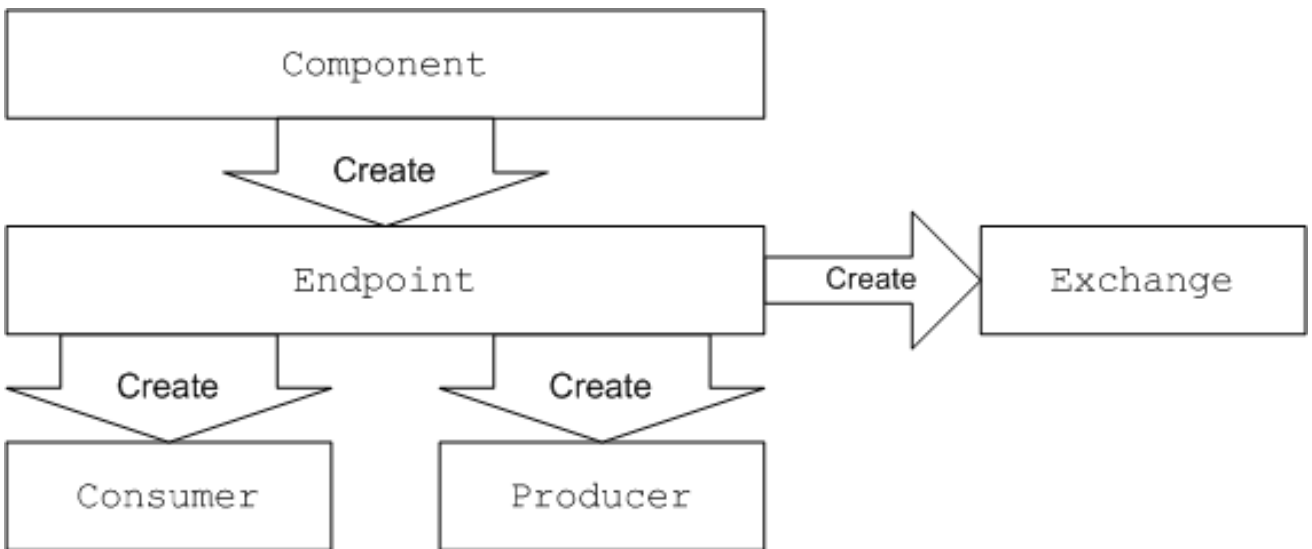 Component
Create
Endpoint
Create
Exchange
Create
Create
Consumer
Producer